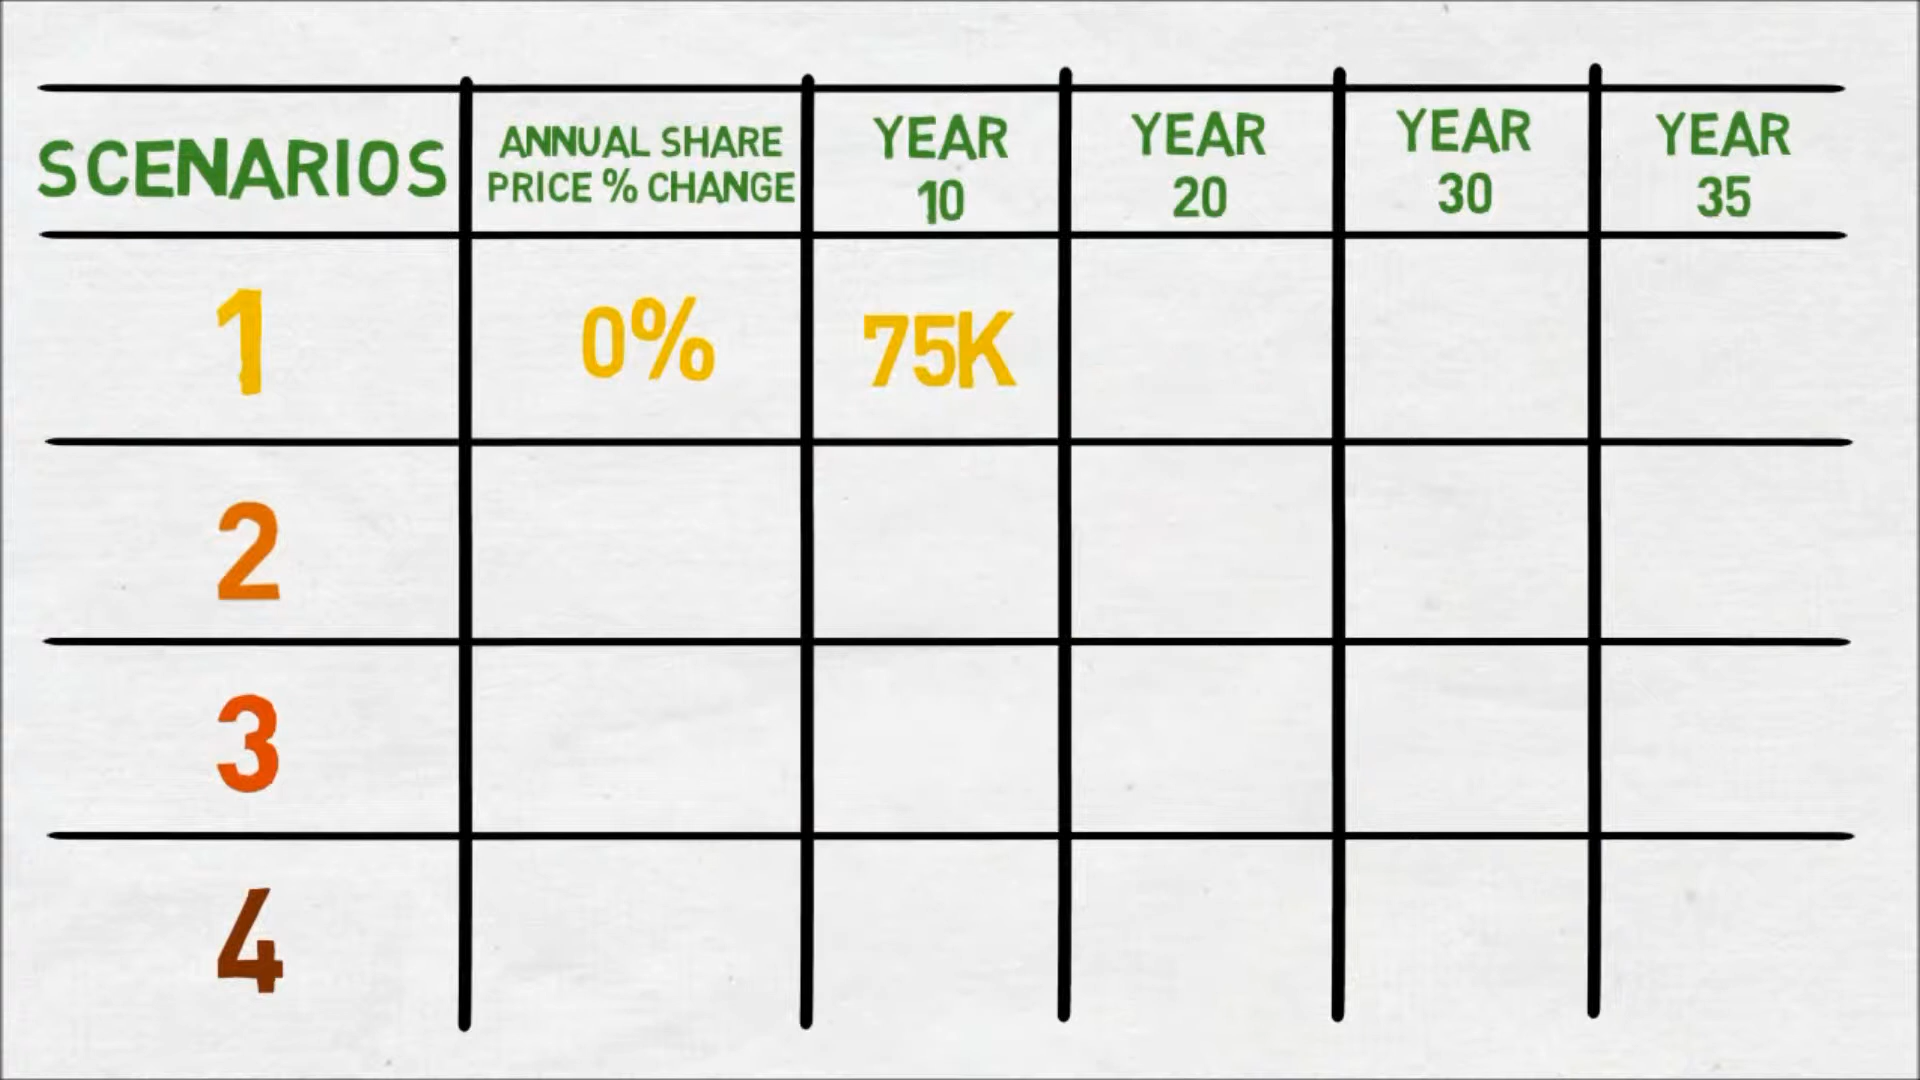 SCENARIOS
ANNUAL SHARE
PRICE % CHANGE
YEAR
10
YEAR
20
YEAR
30
YEAR
35
1
0%
75K
2
3
4